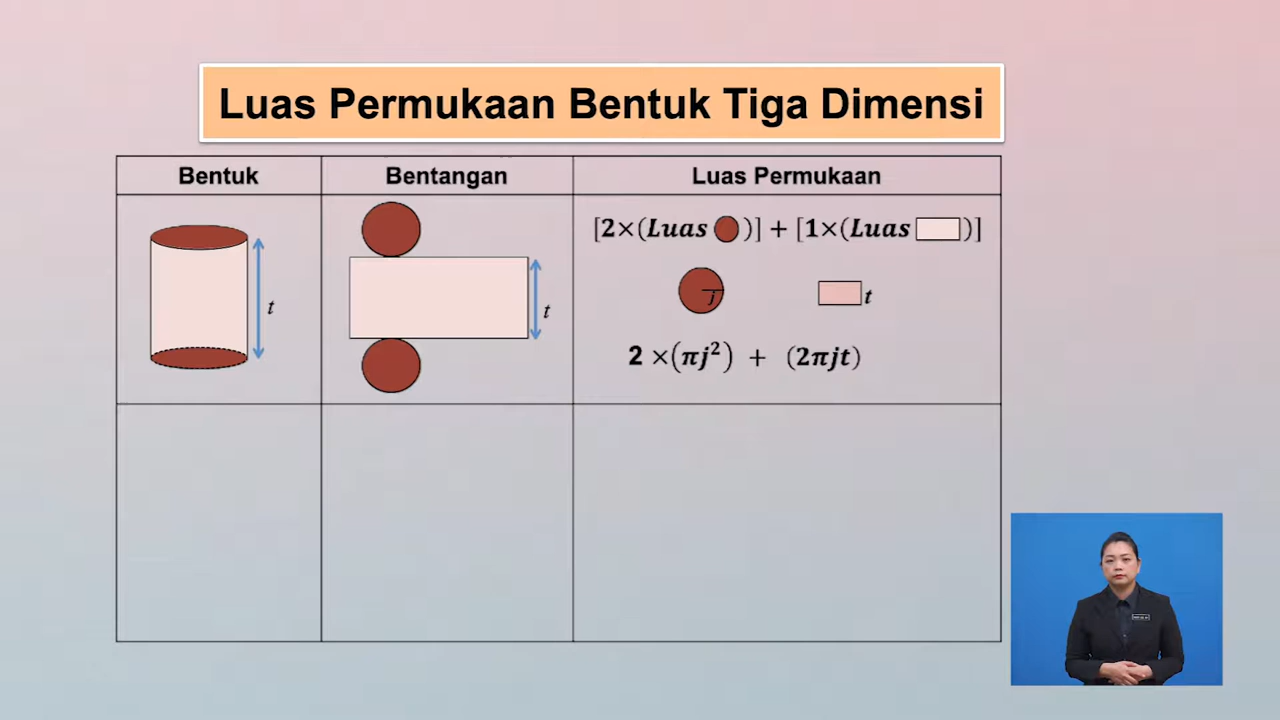 Luas Permukaan Bentuk Tiga Dimensi
Bentuk Bentangan Luas Permukaan
t
t
[2×(Luas )] + [1×(Luas )]
j t
2 ×(πj²) + (2πjt)